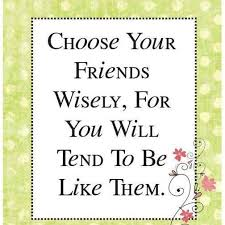 Choose Your
Friends
Wisely, For
You Will
Tend To Be
Like Them.